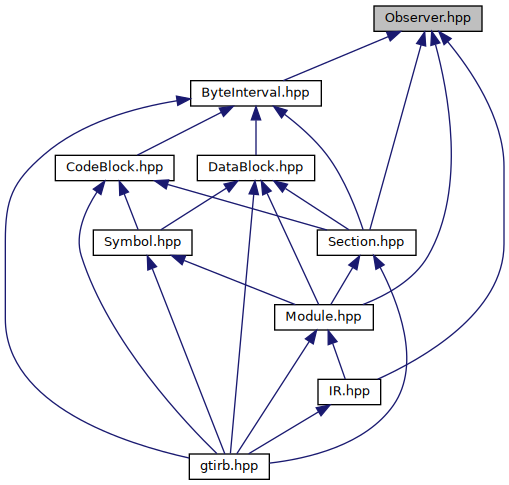 Observer.hpp
ByteInterval.hpp
CodeBlock.hpp
DataBlock.hpp
Symbol.hpp
Section.hpp
Module.hpp
IR.hpp
gtirb.hpp